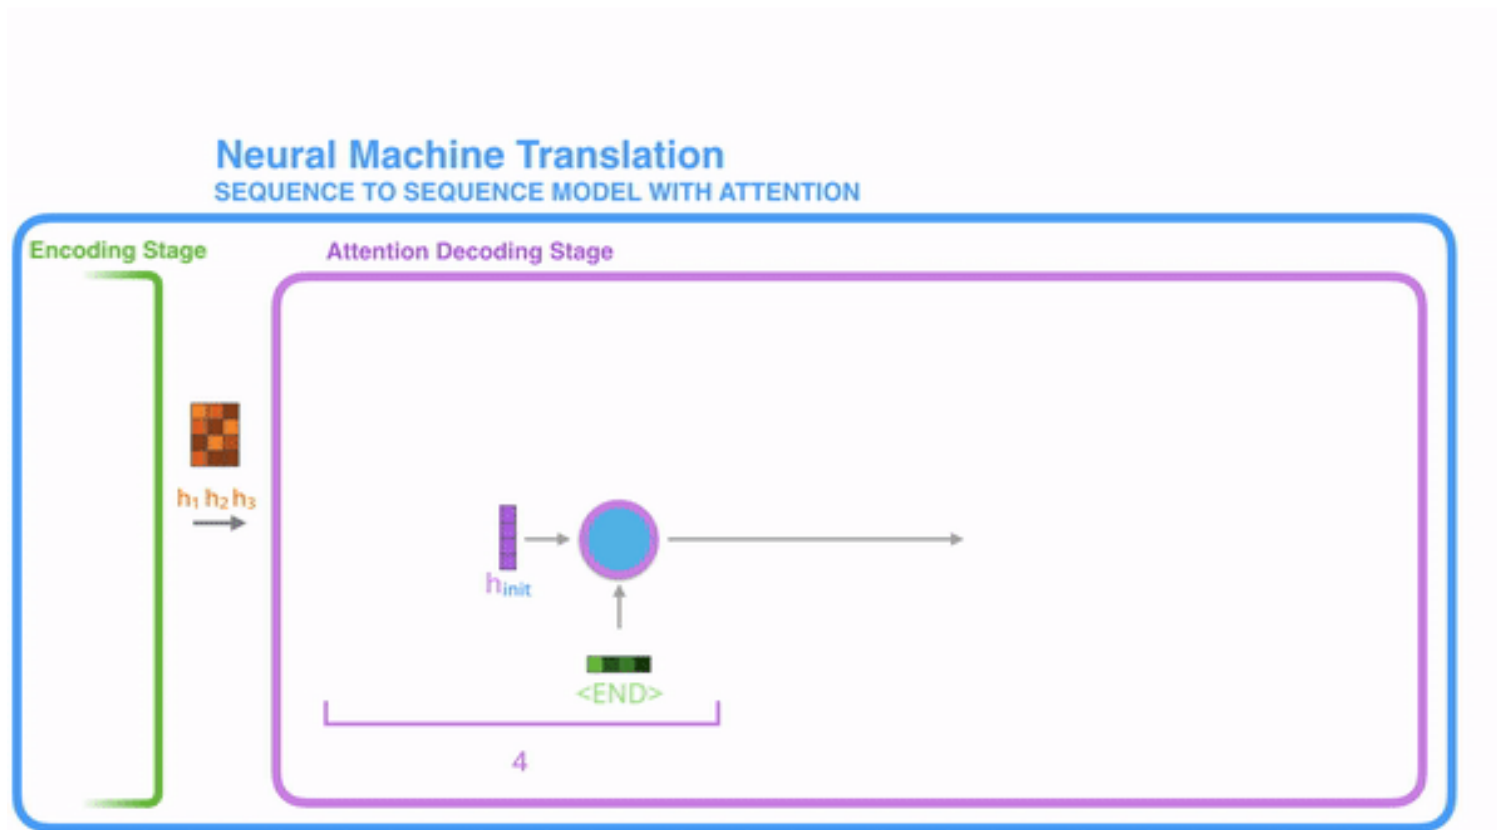 Neural Machine Translation
SEQUENCE TO SEQUENCE MODEL WITH ATTENTION
Encoding Stage
Attention Decoding Stage
h₁ h₂ h₃
hinit
<END>
4